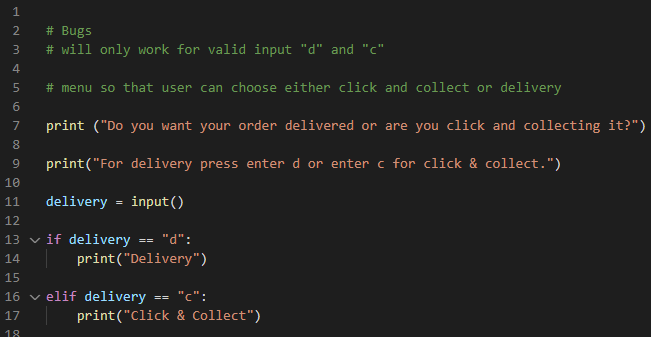 1
2 # Bugs
3 # will only work for valid input "d" and "c"
4
5 # menu so that user can choose either click and collect or delivery
6
7 print ("Do you want your order delivered or are you click and collecting it?")
8
9 print("For delivery press enter d or enter c for click & collect.")
10
11 delivery = input()
12
13 if delivery == "d":
14 print("Delivery")
15
16 elif delivery == "c":
17 print("Click & Collect")
18